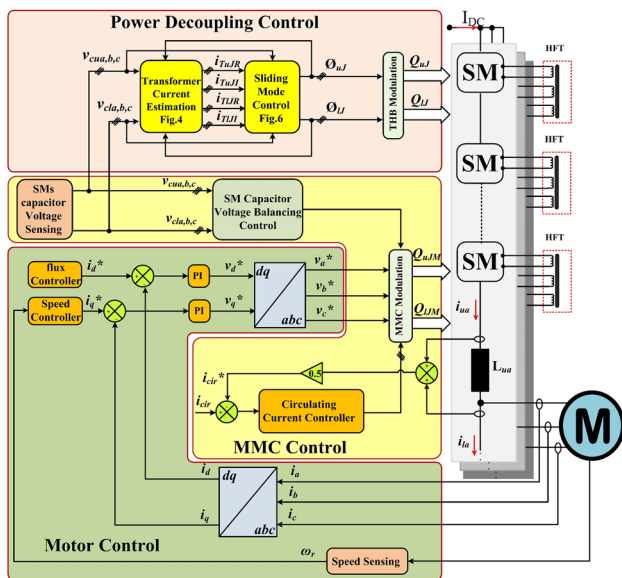 Power Decoupling Control
v_cua,b,c
v_cla,b,c
Transformer
Current
Estimation
Fig.4
i_TuJR
i_TuJI
i_TlJR
i_TlJI
Sliding
Mode
Control
Fig.6
Ø_uJ
Ø_lJ
THB Modulation
Q_uJ
Q_lJ
I_DC
SM
HFT
SM
HFT
SM
HFT
SMs
capacitor
Voltage
Sensing
v_cua,b,c
v_cla,b,c
SM Capacitor
Voltage Balancing
Control
MMC Modulation
Q_uJM
Q_lJM
flux
Controller
i_d*
PI
v_d*
Speed
Controller
i_q*
PI
v_q*
dq
abc
v_a*
v_b*
v_c*
i_ua
L_ua
i_la
0.5
i_cir*
i_cir
Circulating
Current Controller
MMC Control
M
i_d
i_q
dq
abc
i_a
i_b
i_c
Motor Control
ω_r
Speed Sensing